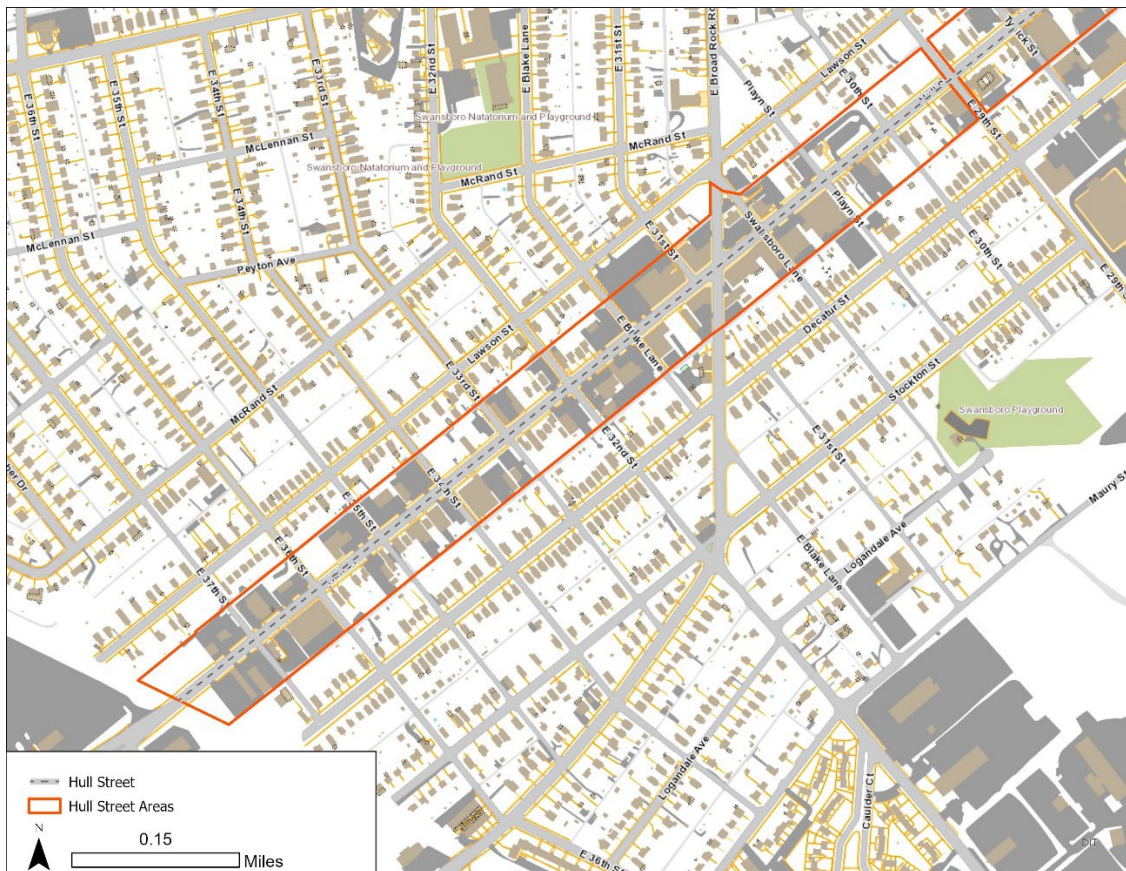 E 36th St
E 35th St
E 34th St
E 33rd St
E 32nd St
E Blake Lane
E 31st St
E Broad Rock Ro
Lawson St
E 30th St
Playn St
E 29th St
McLennan St
Swansboro Natatorium and Playground
McRand St
Swansboro Natatorium and Playground
McRand St
McLennan St
E 34th St
Peyton Ave
E 31st St
Swansboro Lane
Playn St
E 30th St
E 29th S
Decatur St
Lawson St
E Blake Lane
Stockton St
E 33rd St
McRand St
Swansboro Playground
E 32nd St
E 31st St
Maury St
E 34th St
E 35th St
E 36th St
E 37th S
E Blake Lane
Logandale Ave
Logandale Ave
Caulder Ct
E 36th St
DIT
Hull Street
Hull Street Areas
N
0.15
Miles